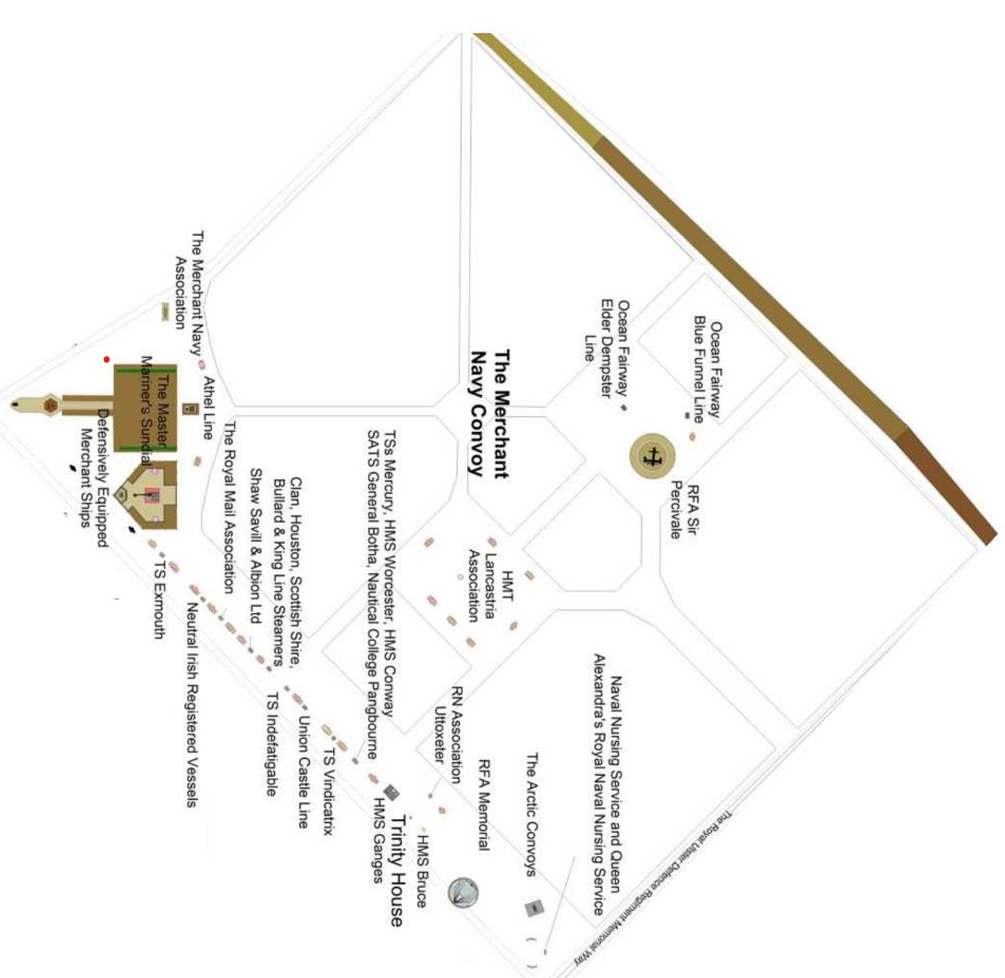 The Merchant Navy
Association
Athel Line
The Master
Mariner's Sundial
Defensively Equipped
Merchant Ships
The Royal Mail Association
TS Exmouth
Neutral Irish Registered Vessels
Shaw Savill & Albion Ltd
Clan, Houston, Scottish Shire,
Bullard & King Line Steamers
TS Indefatigable
Union Castle Line
TS Vindicatrix
TSs Mercury, HMS Worcester, HMS Conway
SATS General Botha, Nautical College Pangbourne
The Merchant
Navy Convoy
Ocean Fairway
Elder Dempster
Line
Ocean Fairway
Blue Funnel Line
RFA Sir
Percivale
HMT
Lancastria
Association
RN Association
Uttoxeter
RFA Memorial
The Arctic Convoys
Naval Nursing Service and Queen
Alexandra's Royal Naval Nursing Service
Trinity House
HMS Ganges
HMS Bruce
The Royal Ulster Defence Regiment Memorial Way